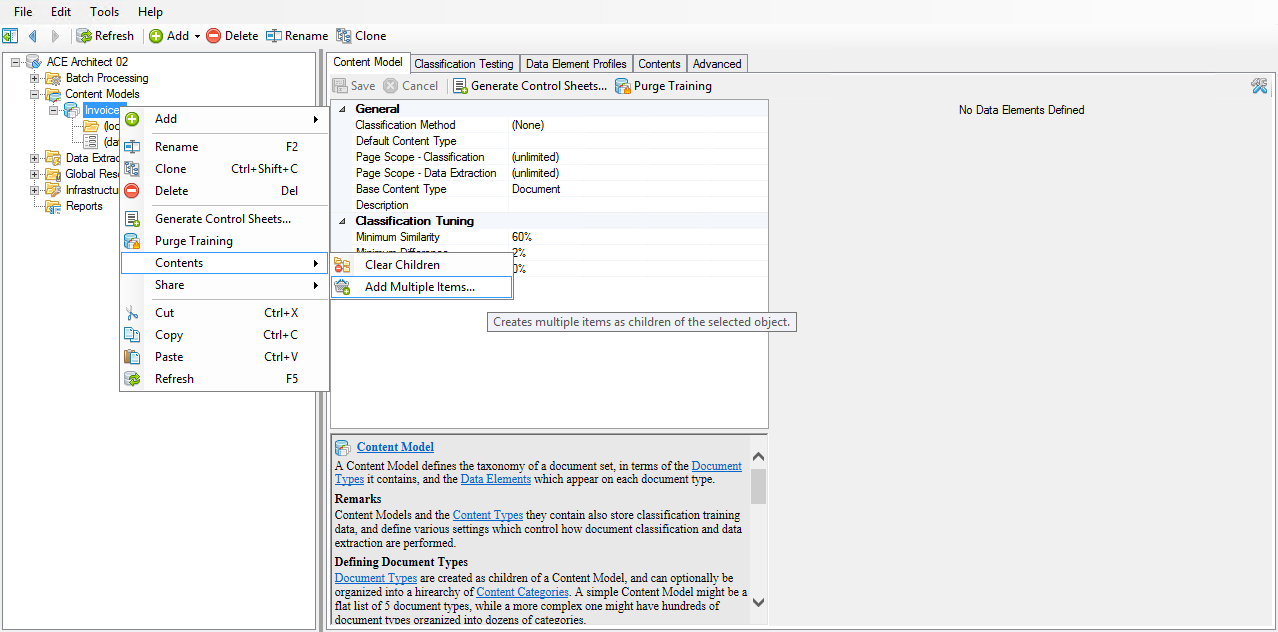 File Edit Tools Help
Refresh Add Delete Rename Clone
ACE Architect 02
Batch Processing
Content Models
Invoice
(loc
(da
Data Extrac
Global Res
Infrastructu
Reports
Add
Rename F2
Clone Ctrl+Shift+C
Delete Del
Generate Control Sheets...
Purge Training
Contents
Share
Cut Ctrl+X
Copy Ctrl+C
Paste Ctrl+V
Refresh F5
Clear Children
Add Multiple Items...
Creates multiple items as children of the selected object.
Content Model Classification Testing Data Element Profiles Contents Advanced
Save Cancel Generate Control Sheets... Purge Training
General
Classification Method (None)
Default Content Type
Page Scope - Classification (unlimited)
Page Scope - Data Extraction (unlimited)
Base Content Type Document
Description
Classification Tuning
Minimum Similarity 60%
Minimum Difference 2%
0%
No Data Elements Defined
Content Model
A Content Model defines the taxonomy of a document set, in terms of the Document
Types it contains, and the Data Elements which appear on each document type.
Remarks
Content Models and the Content Types they contain also store classification training
data, and define various settings which control how document classification and data
extraction are performed.
Defining Document Types
Document Types are created as children of a Content Model, and can optionally be
organized into a hirearchy of Content Categories. A simple Content Model might be a
flat list of 5 document types, while a more complex one might have hundreds of
document types organized into dozens of categories.